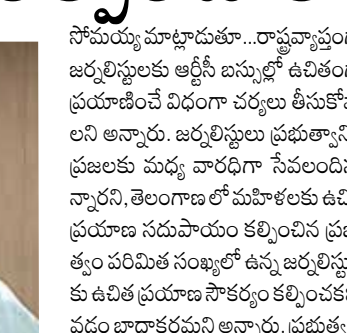 సోమయ్య మాట్లాడుతూ...రాష్ట్రవ్యాప్తంగ
జర్నలిస్టులకు ఆర్టీసీ బస్సుల్లో ఉచితంగ
ప్రయాణించే విధంగా చర్యలు తీసుకో
లని అన్నారు. జర్నలిస్టులు ప్రభుత్వాని
ప్రజలకు మధ్య వారధిగా సేవలంది
న్నారని, తెలంగాణ లో మహిళలకు ఉచి
ప్రయాణ సదుపాయం కల్పించిన ప్రభ
త్వం పరిమిత సంఖ్యలో ఉన్న జర్నలిస్టు
కు ఉచిత ప్రయాణ సౌకర్యం కల్పించక
వడం బాధాకరమని అన్నారు. ప్రభుత్వ